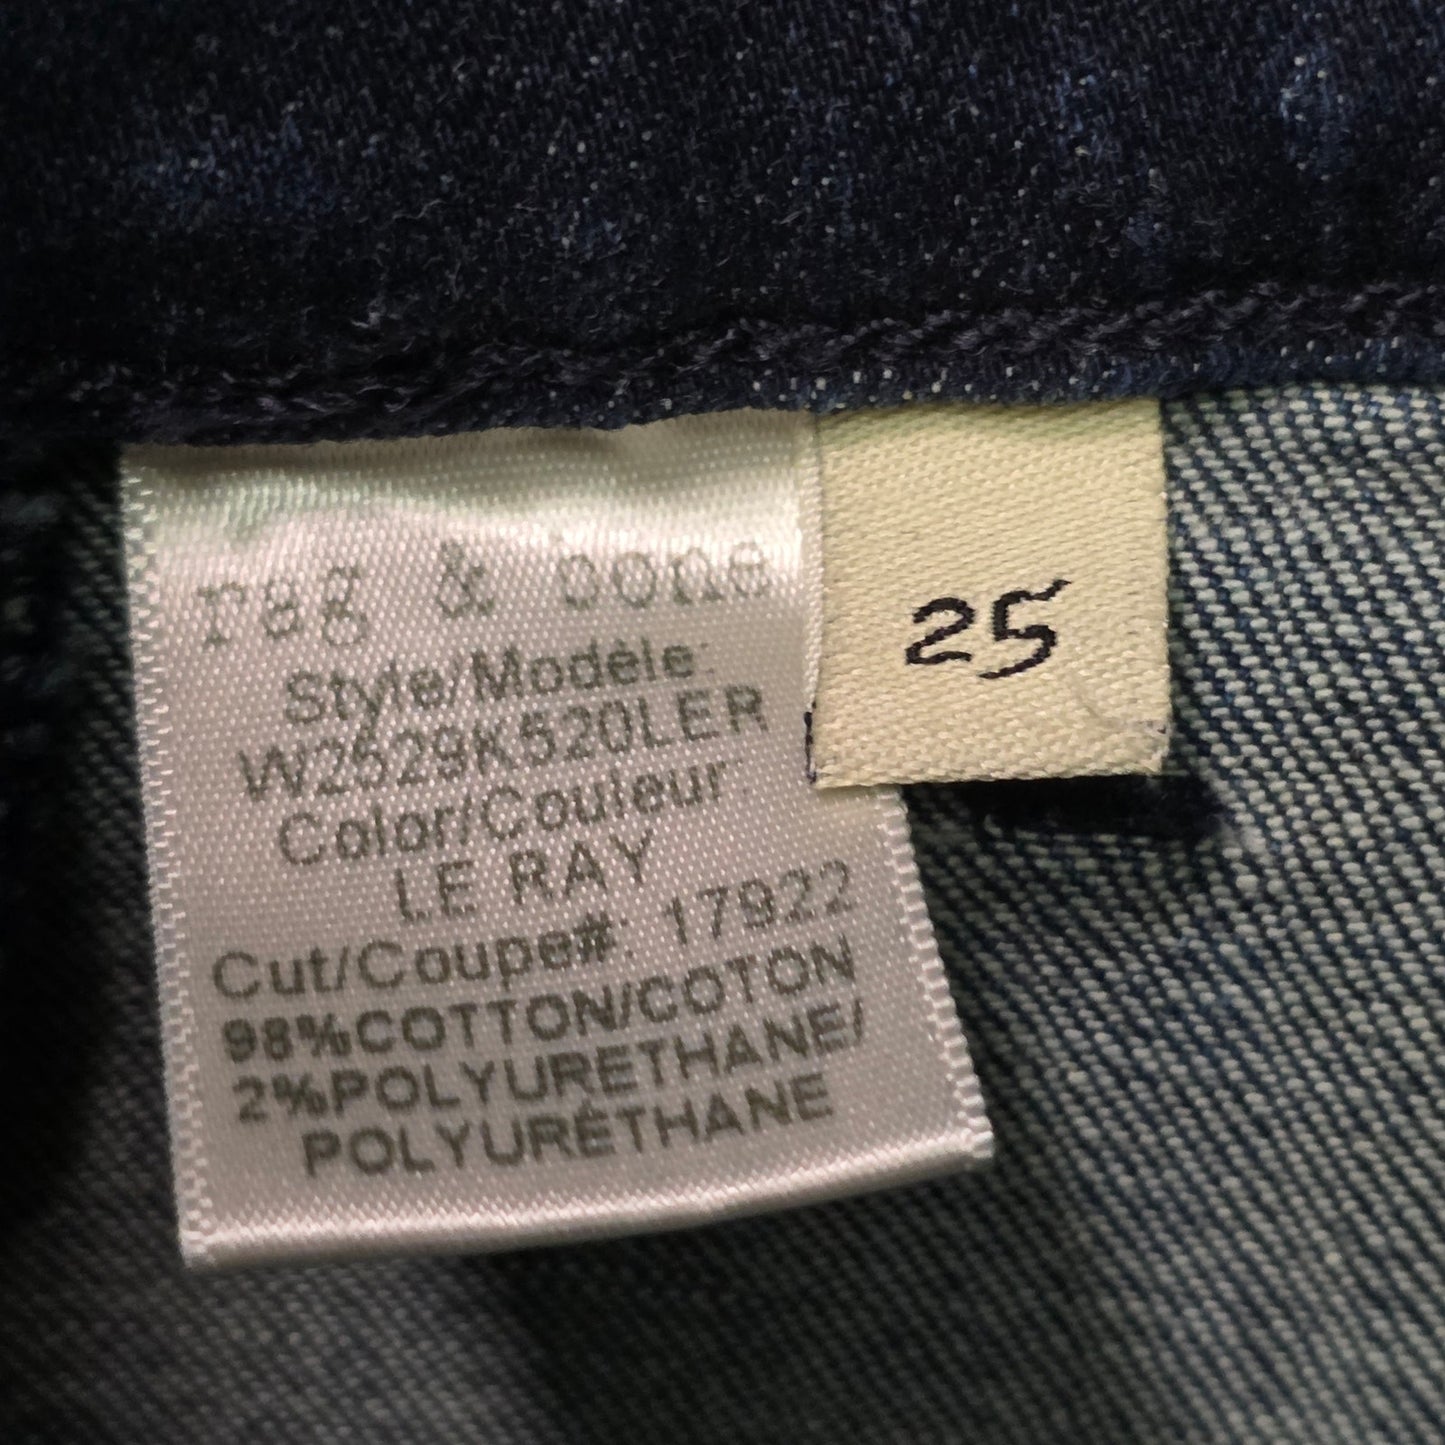 rag & bone
Style/Modèle:
W2529K520LER
Color/Couleur:
LE RAY
Cut/Coupe#: 17922
98%COTTON/COTON
2%POLYURETHANE/
POLYURÉTHANE
25